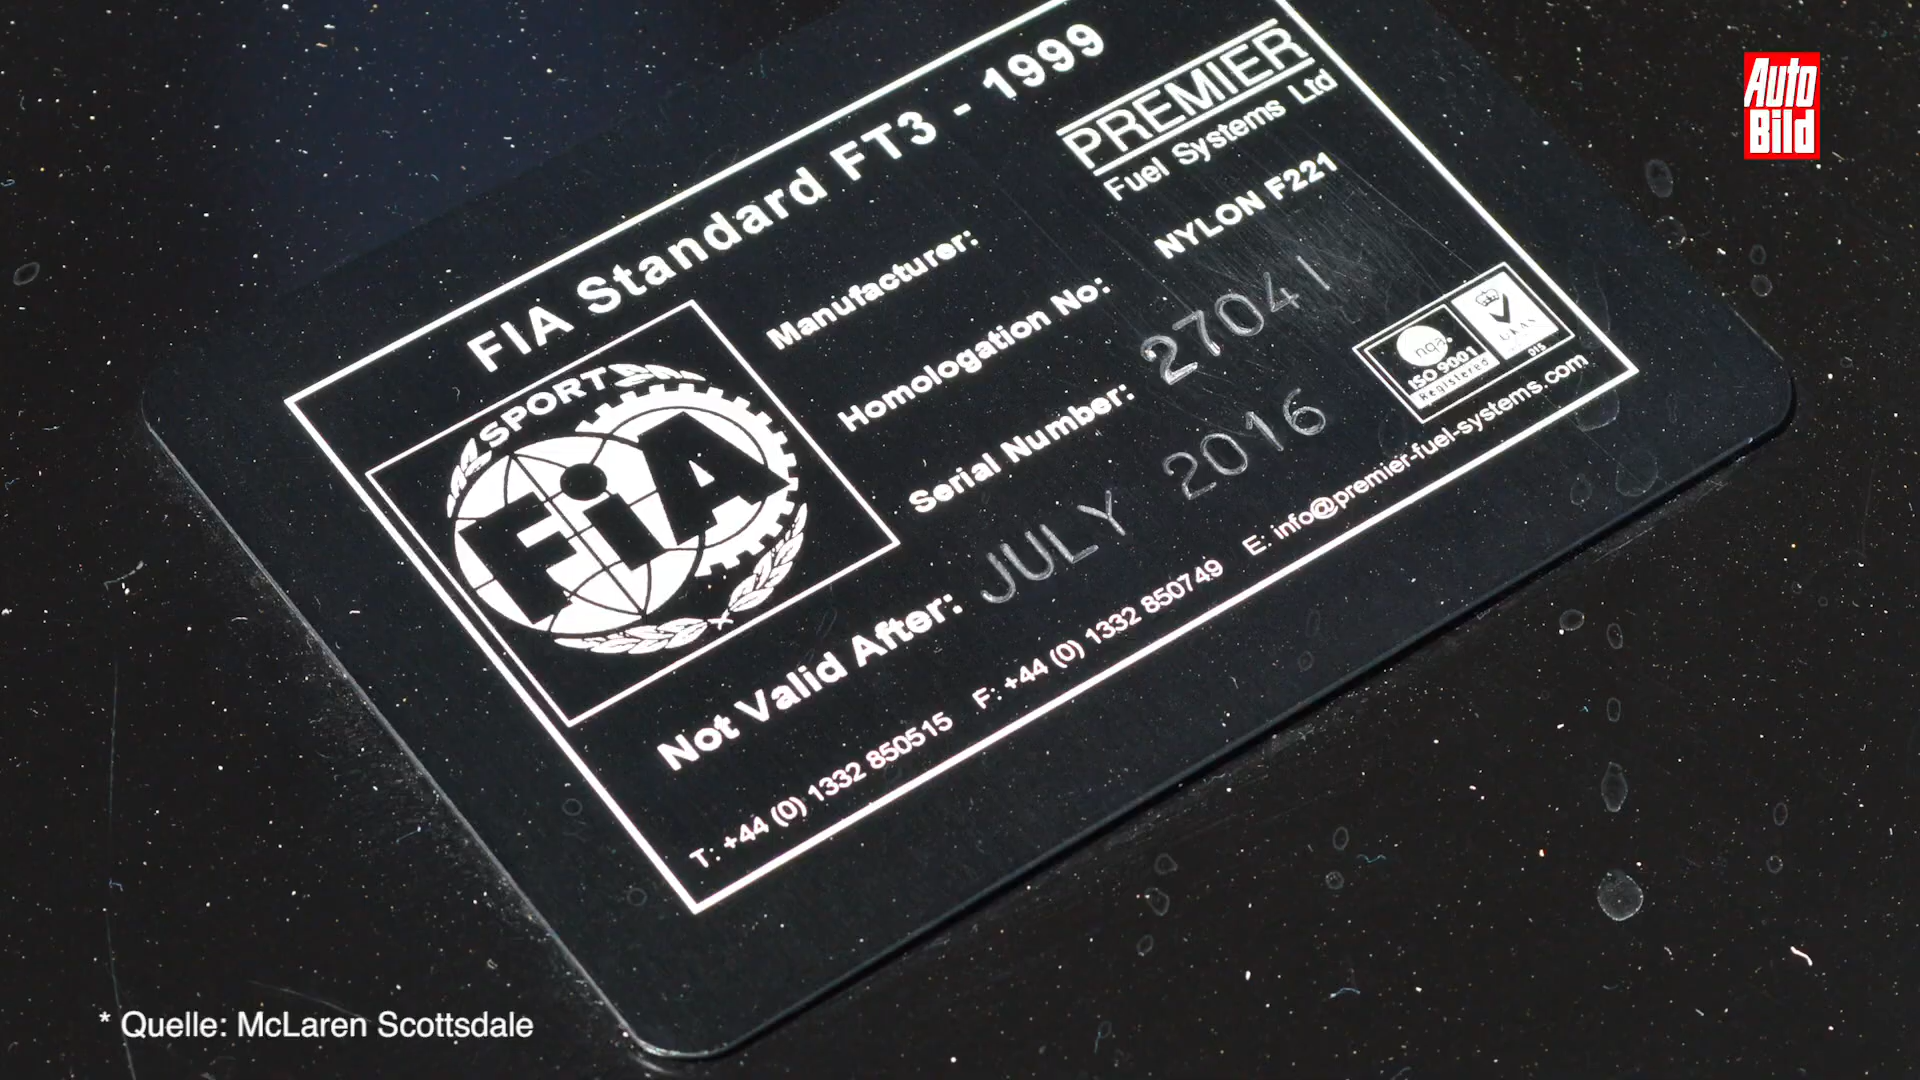 Auto
Bild
FIA Standard FT3 - 1999
SPORT
FiA
Manufacturer:
PREMIER
Fuel Systems Ltd
Homologation No: NYLON F221
Serial Number: 27041
Not Valid After: JULY 2016
nqa.
ISO 9001
Registered
UKAS
015
T: +44 (0) 1332 850515 F: +44 (0) 1332 850749 E: info@premier-fuel-systems.com
* Quelle: McLaren Scottsdale